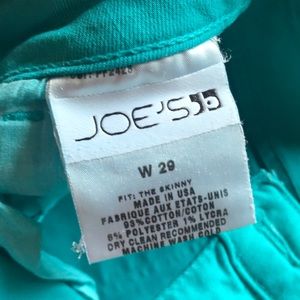 JOE'S
W 29
FIT: THE SKINNY
MADE IN USA
FABRIQUE AUX ETATS-UNIS
93%COTTON/
6% POLYESTER 1% LYCRA
DRY CLEAN RECOMMENDED
MACHINE WASH COLD